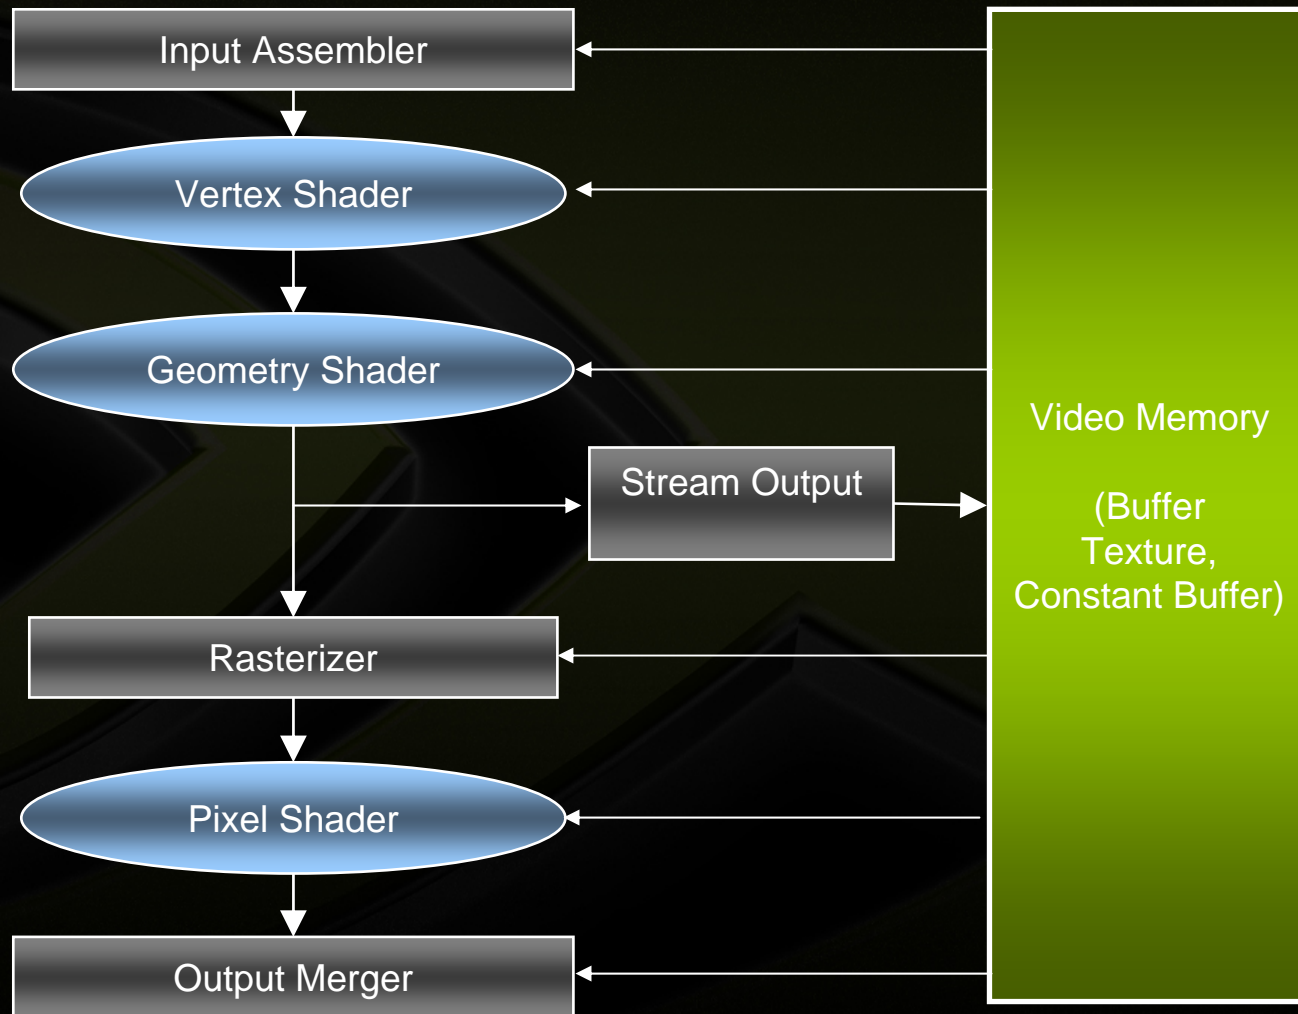 Input Assembler
Vertex Shader
Geometry Shader
Stream Output
Video Memory
(Buffer
Texture,
Constant Buffer)
Rasterizer
Pixel Shader
Output Merger